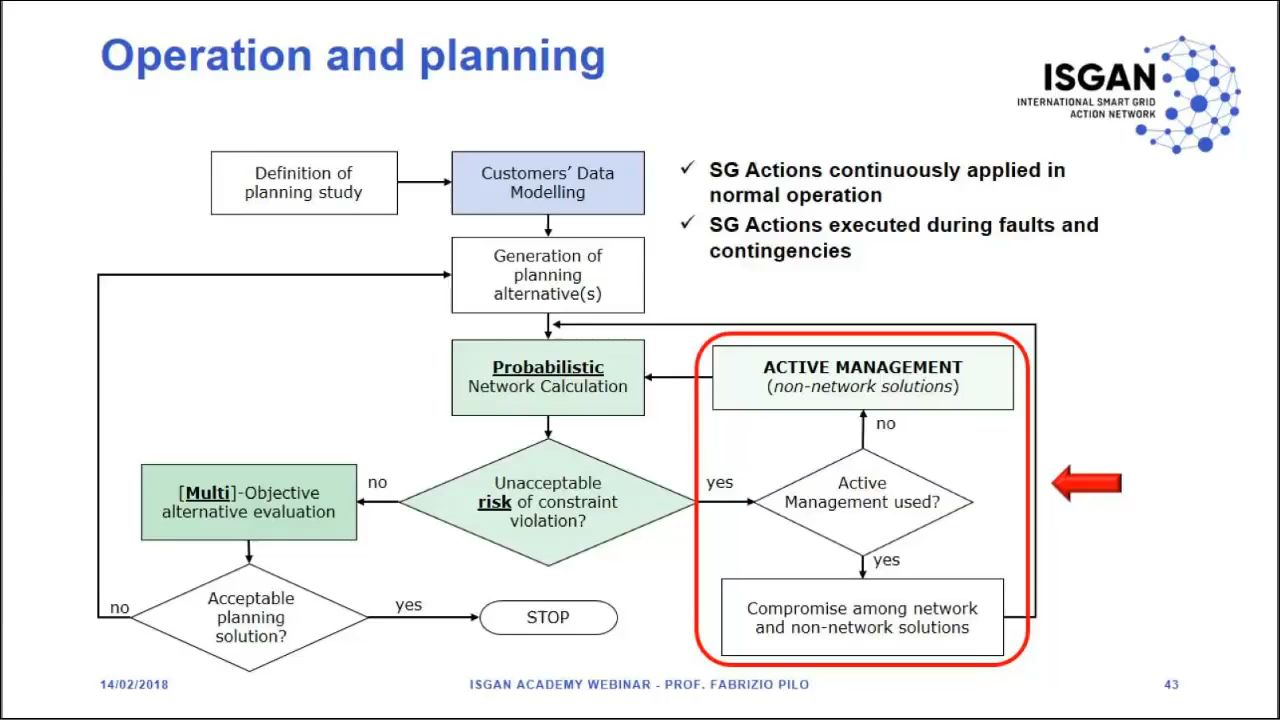 Operation and planning
ISGAN
INTERNATIONAL SMART GRID
ACTION NETWORK
Definition of
planning study
Customers’ Data
Modelling
✓ SG Actions continuously applied in
normal operation
✓ SG Actions executed during faults and
contingencies
Generation of
planning
alternative(s)
Probabilistic
Network Calculation
ACTIVE MANAGEMENT
(non-network solutions)
no
Unacceptable
risk of constraint
violation?
no
yes
Active
Management used?
[Multi]-Objective
alternative evaluation
yes
Acceptable
planning
solution?
no
yes
STOP
Compromise among network
and non-network solutions
14/02/2018
ISGAN ACADEMY WEBINAR - PROF. FABRIZIO PILO
43